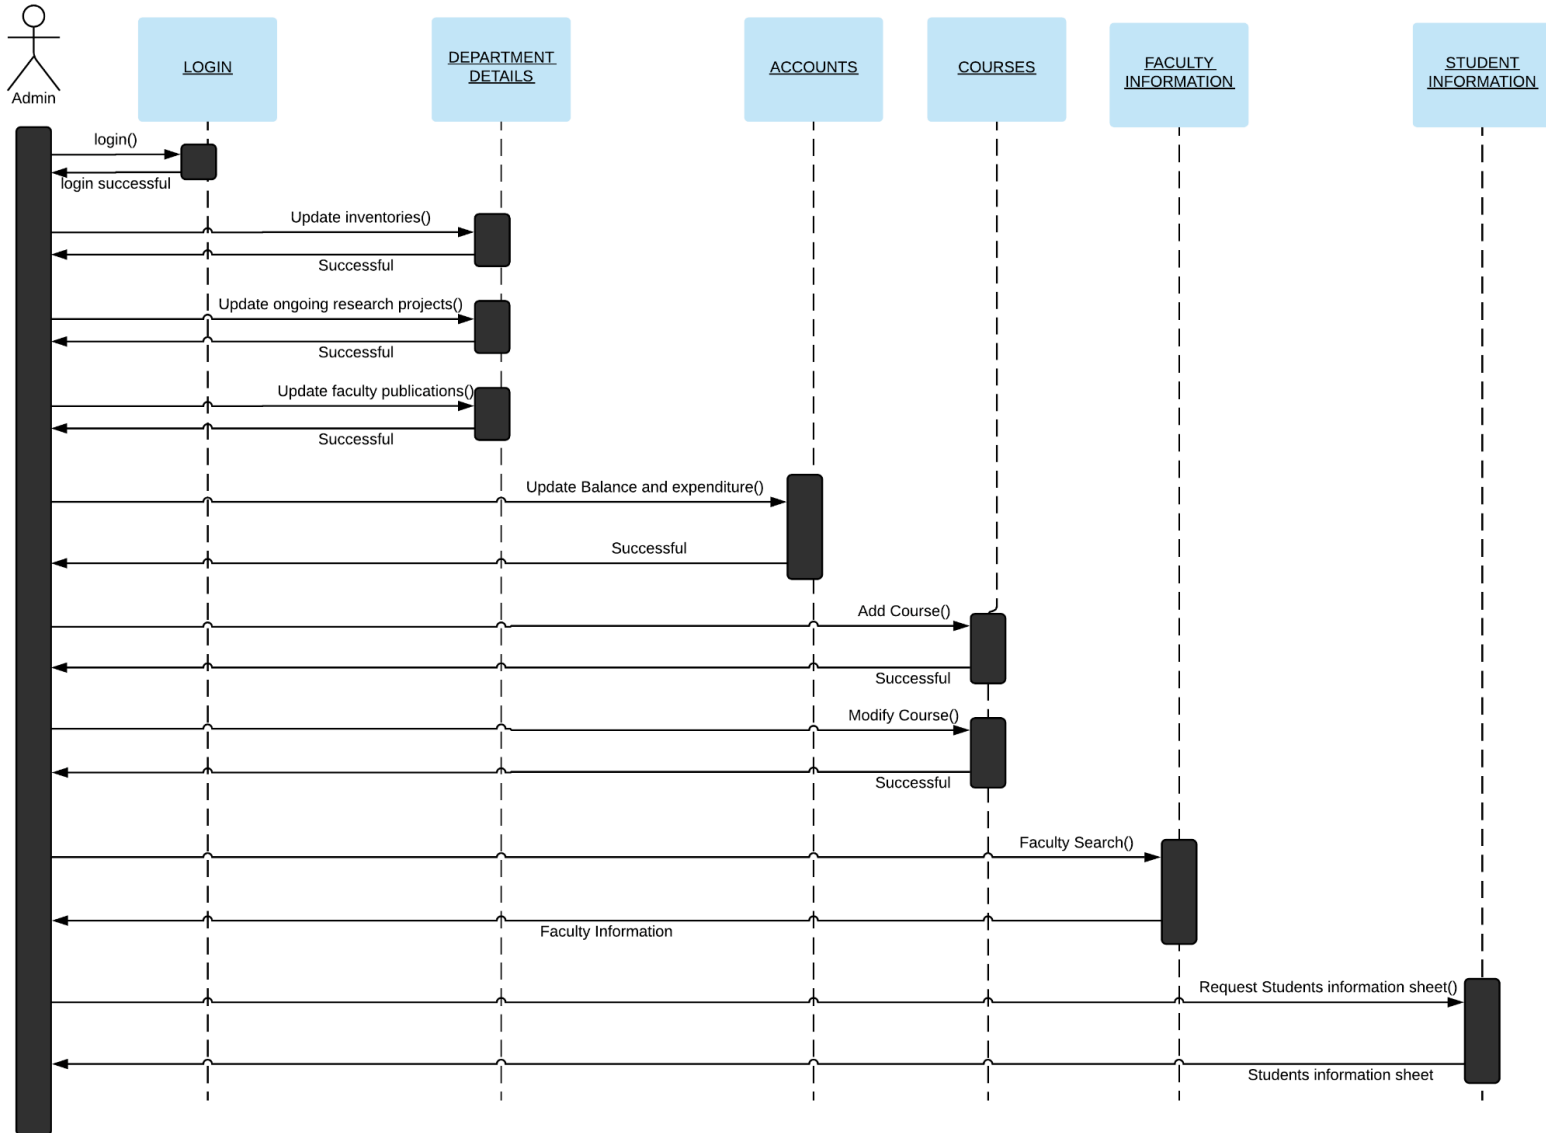 Admin
LOGIN
DEPARTMENT
DETAILS
ACCOUNTS
COURSES
FACULTY
INFORMATION
STUDENT
INFORMATION
login()
login successful
Update inventories()
Successful
Update ongoing research projects()
Successful
Update faculty publications()
Successful
Update Balance and expenditure()
Successful
Add Course()
Successful
Modify Course()
Successful
Faculty Search()
Faculty Information
Request Students information sheet()
Students information sheet